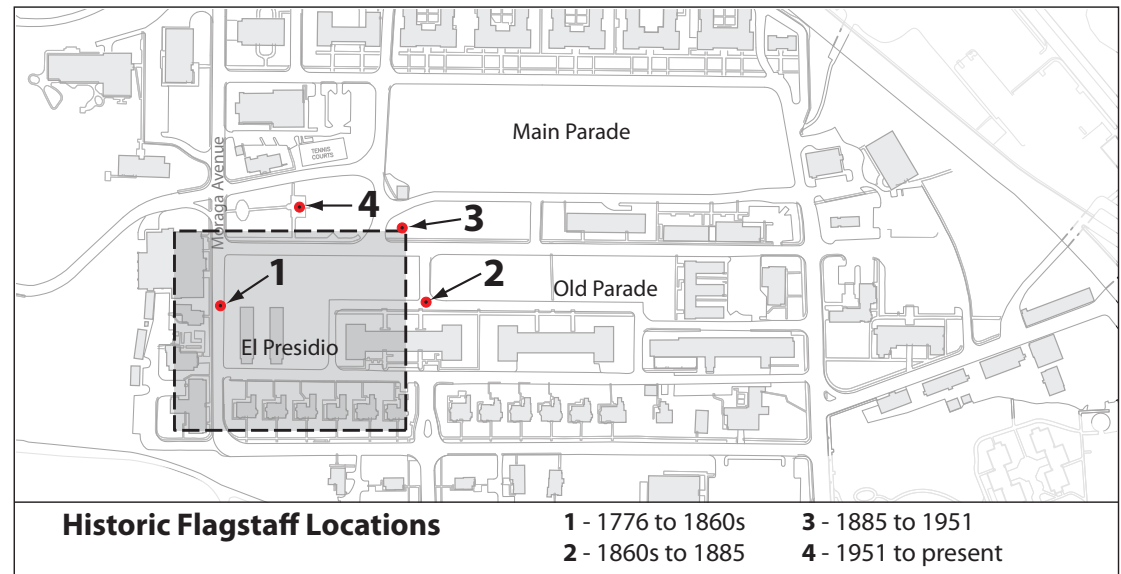 Main Parade
TENNIS
COURTS
Moraga Avenue
4
3
1
2
Old Parade
El Presidio
Historic Flagstaff Locations
1 - 1776 to 1860s
2 - 1860s to 1885
3 - 1885 to 1951
4 - 1951 to present